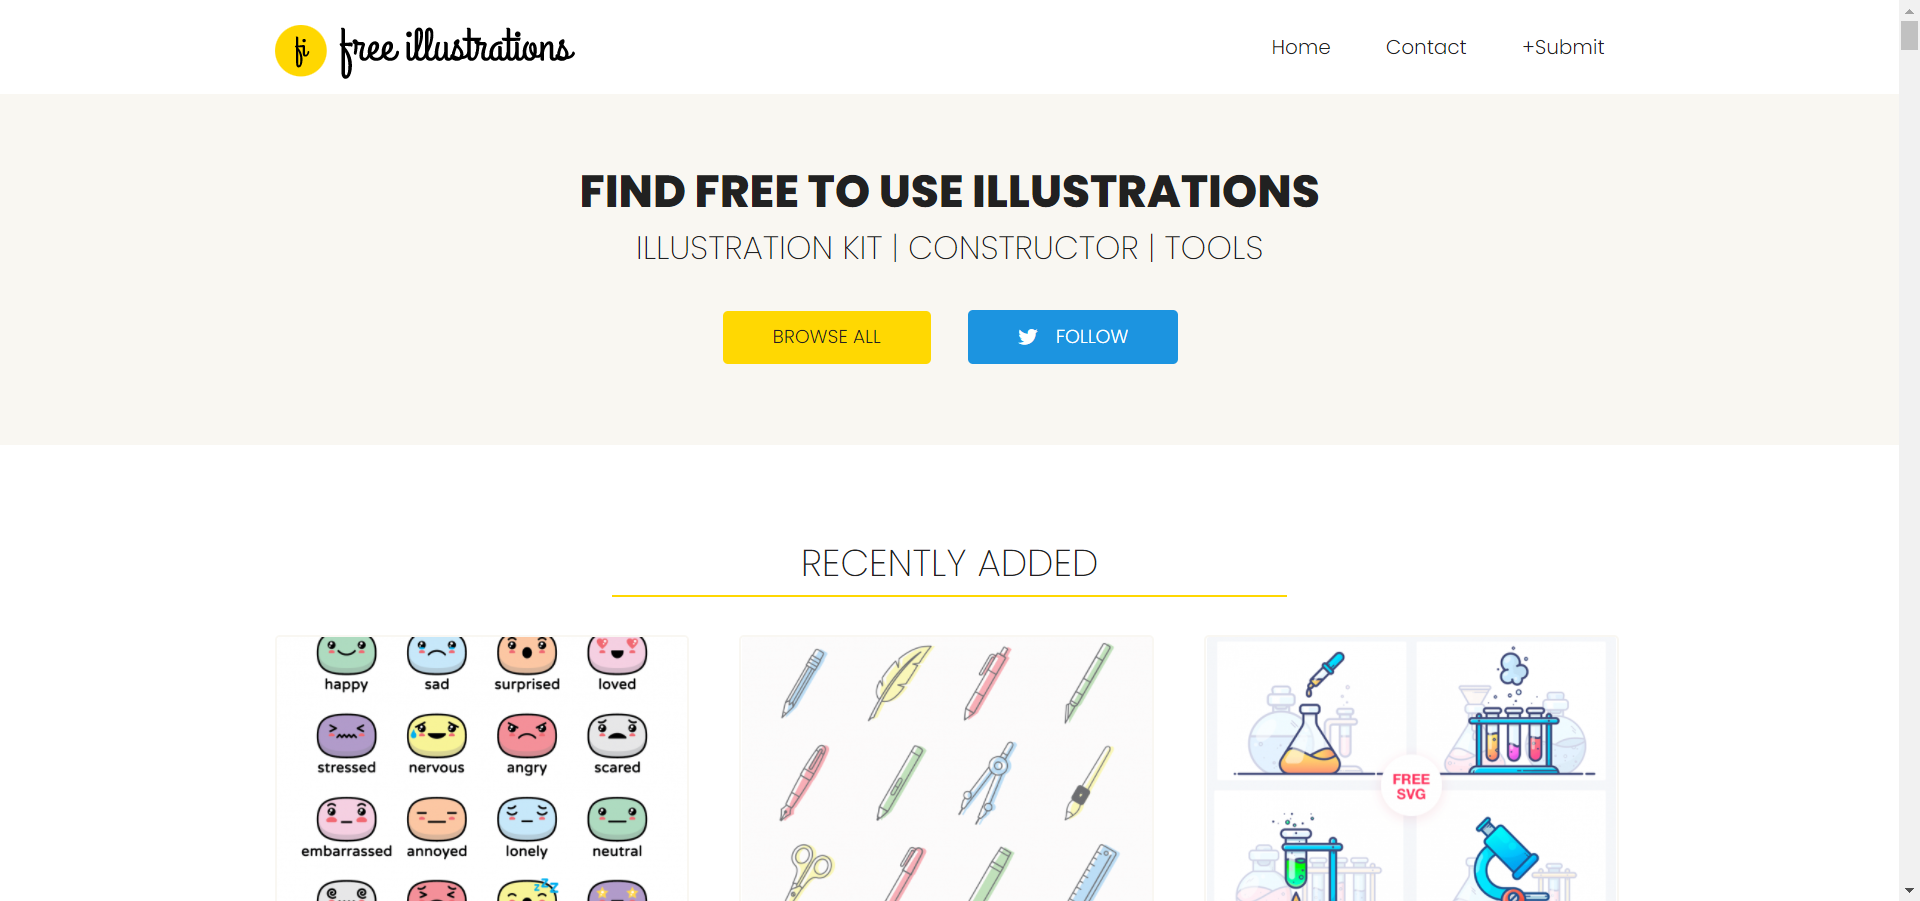 fi free illustrations
Home Contact +Submit
FIND FREE TO USE ILLUSTRATIONS
ILLUSTRATION KIT | CONSTRUCTOR | TOOLS
BROWSE ALL
FOLLOW
RECENTLY ADDED
happy sad surprised loved
stressed nervous angry scared
embarrassed annoyed lonely neutral
zzZ
FREE
SVG